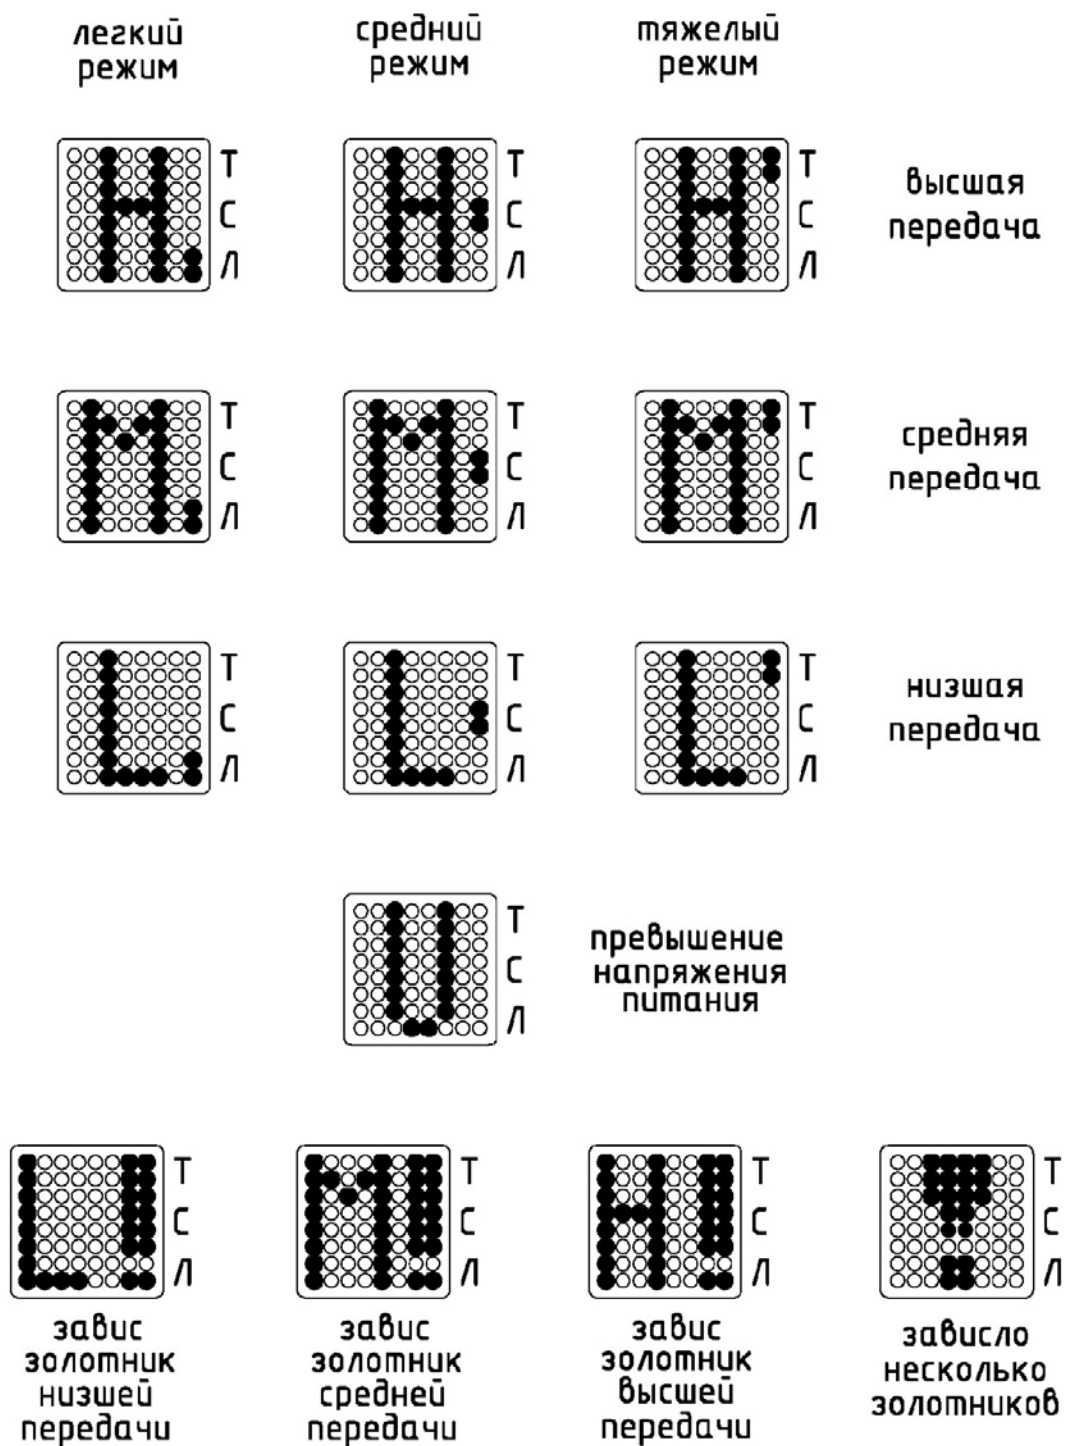 легкий режим
средний режим
тяжелый режим
Т
С
Л
Т
С
Л
Т
С
Л
высшая передача
Т
С
Л
Т
С
Л
Т
С
Л
средняя передача
Т
С
Л
Т
С
Л
Т
С
Л
низшая передача
Т
С
Л
превышение
напряжения
питания
Т
С
Л
Т
С
Л
Т
С
Л
Т
С
Л
завис
золотник
низшей
передачи
завис
золотник
средней
передачи
завис
золотник
высшей
передачи
зависло
несколько
золотников